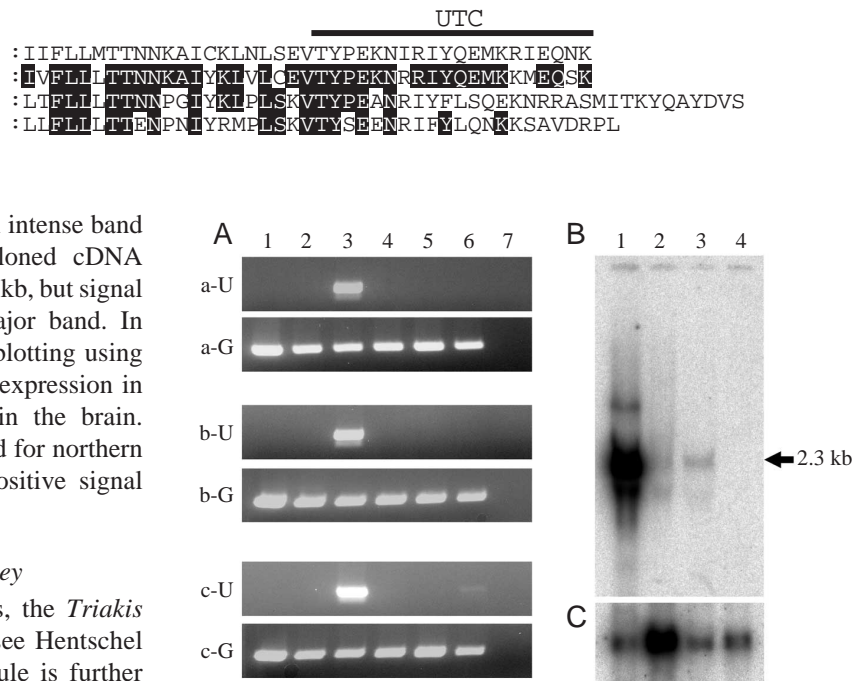 UTC
:IIFLLMTTNNKAICKLNLSEVTYPEKNIRIYQEMKRIEQNK
:IVFLLLTTNNKAIYKLVLCEVTYPEKNRRIYQEMKKMEQSK
:LTFLLLTTNNPGIYKLPLSKVTYPEANRIYFLSQEKNRRASMITKYQAYDVS
:LLFLLLTTENPNIYRMPLSKVTYSEENRIFYLQNKKSAVDRPL
intense band
loned cDNA
kb, but signal
ajor band. In
plotting using
expression in
in the brain.
d for northern
ositive signal
ey
s, the Triakis
see Hentschel
ule is further
A
1 2 3 4 5 6 7
a-U
a-G
b-U
b-G
c-U
c-G
B
1 2 3 4
2.3 kb
C